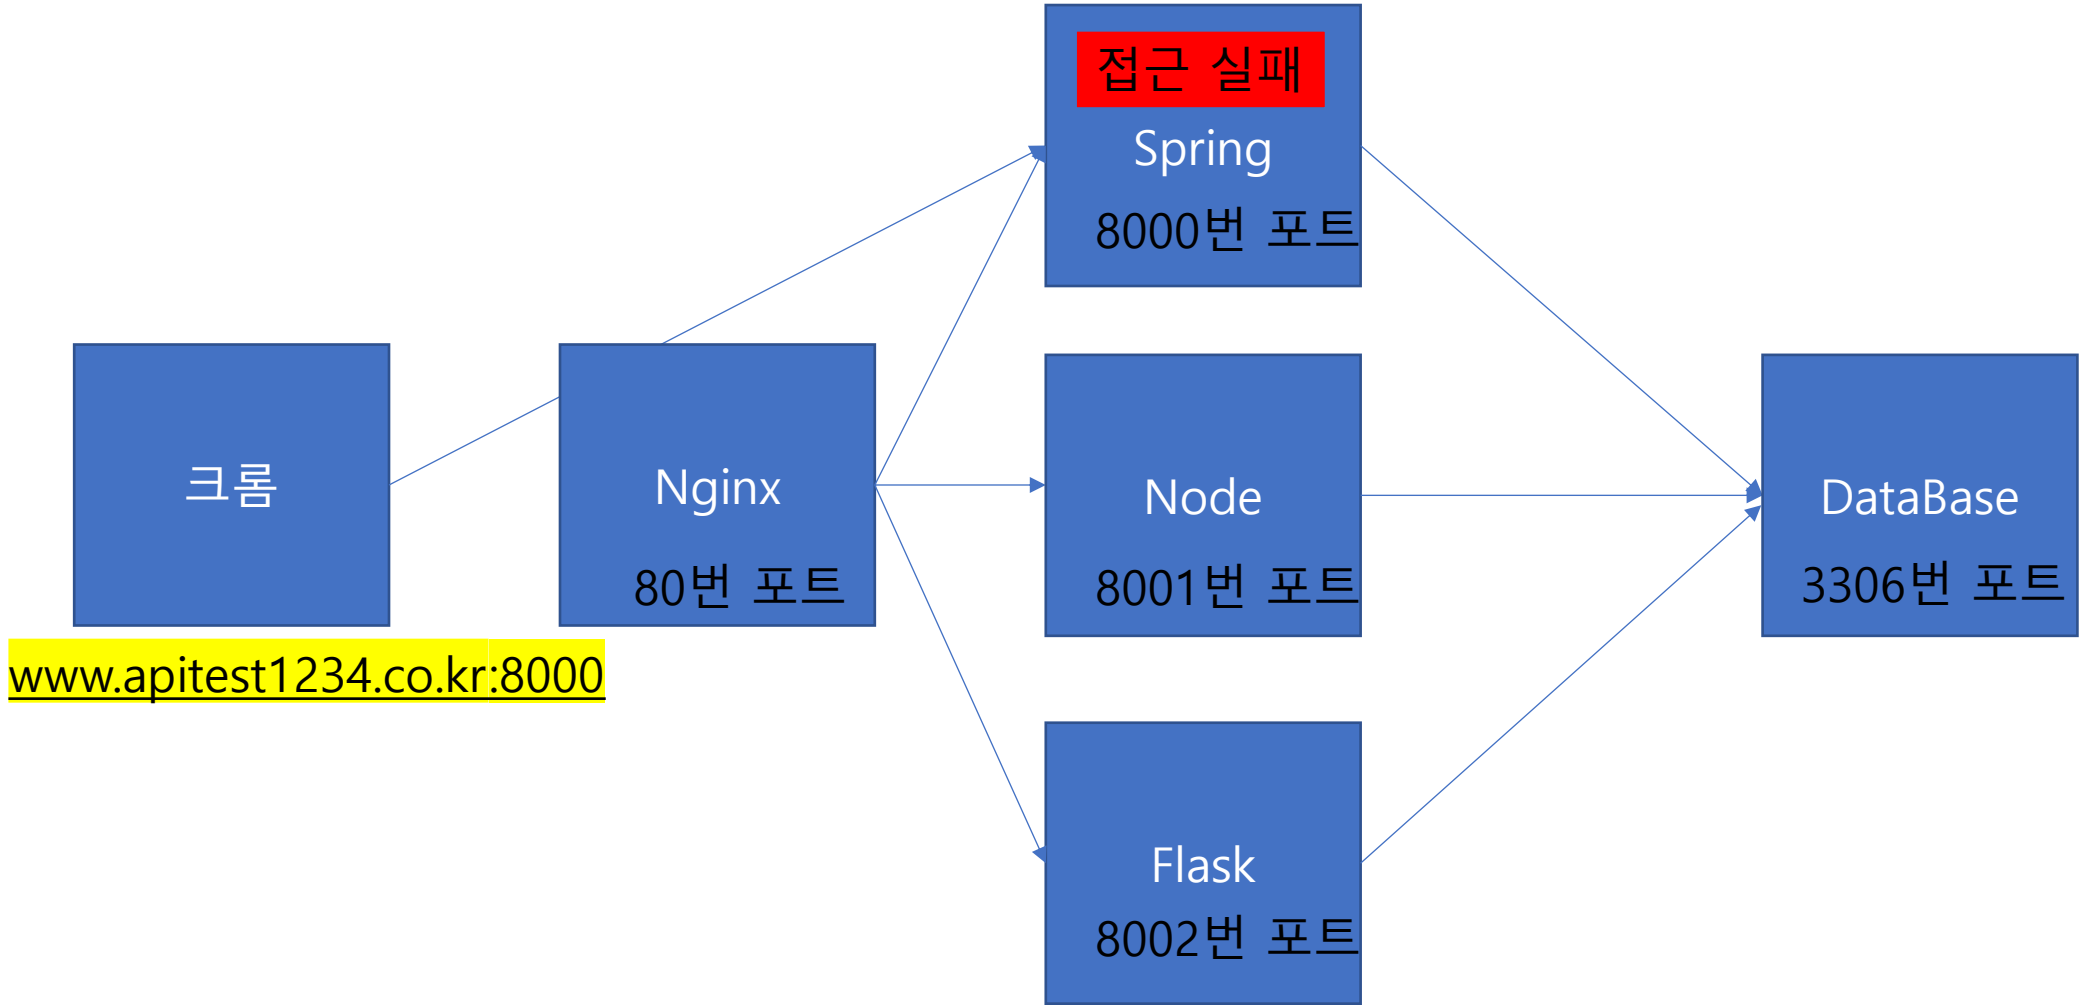 접근 실패
Spring
8000번 포트
크롬
www.apitest1234.co.kr:8000
Nginx
80번 포트
Node
8001번 포트
Flask
8002번 포트
DataBase
3306번 포트